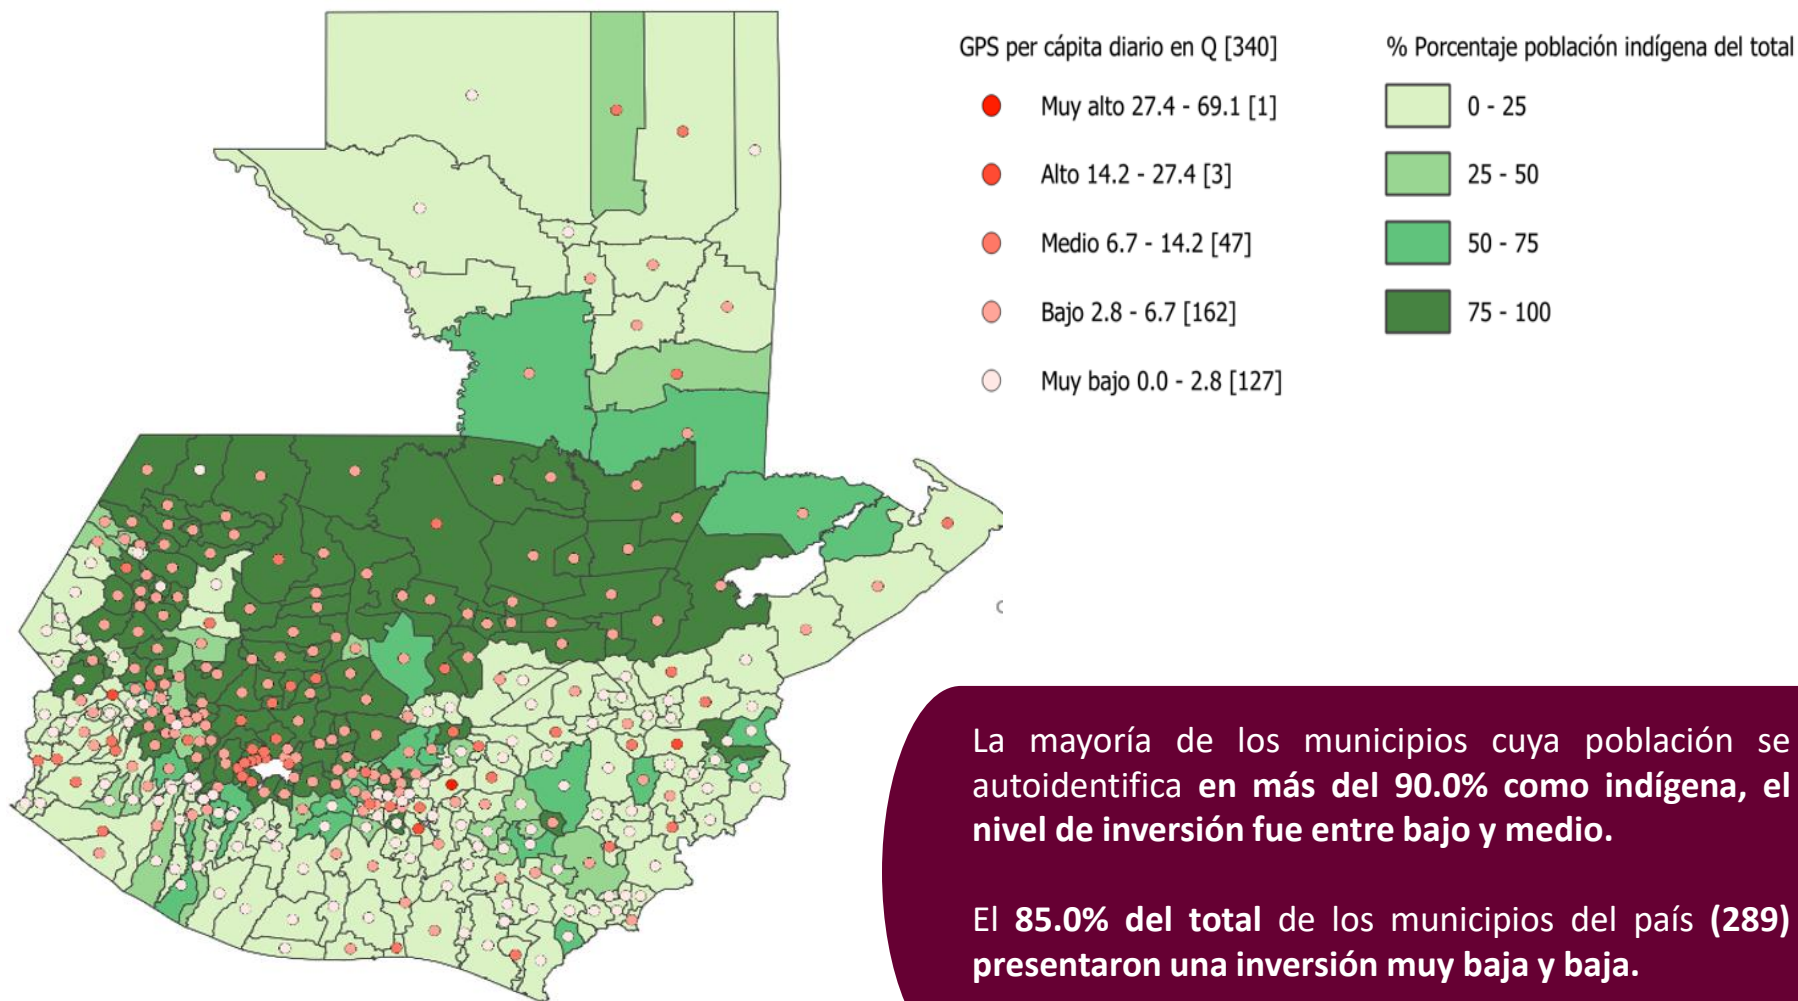 GPS per cápita diario en Q [340]
Muy alto 27.4 - 69.1 [1]
Alto 14.2 - 27.4 [3]
Medio 6.7 - 14.2 [47]
Bajo 2.8 - 6.7 [162]
Muy bajo 0.0 - 2.8 [127]
% Porcentaje población indígena del total
0 - 25
25 - 50
50 - 75
75 - 100
La mayoría de los municipios cuya población se
autoidentifica en más del 90.0% como indígena, el
nivel de inversión fue entre bajo y medio.
El 85.0% del total de los municipios del país (289)
presentaron una inversión muy baja y baja.